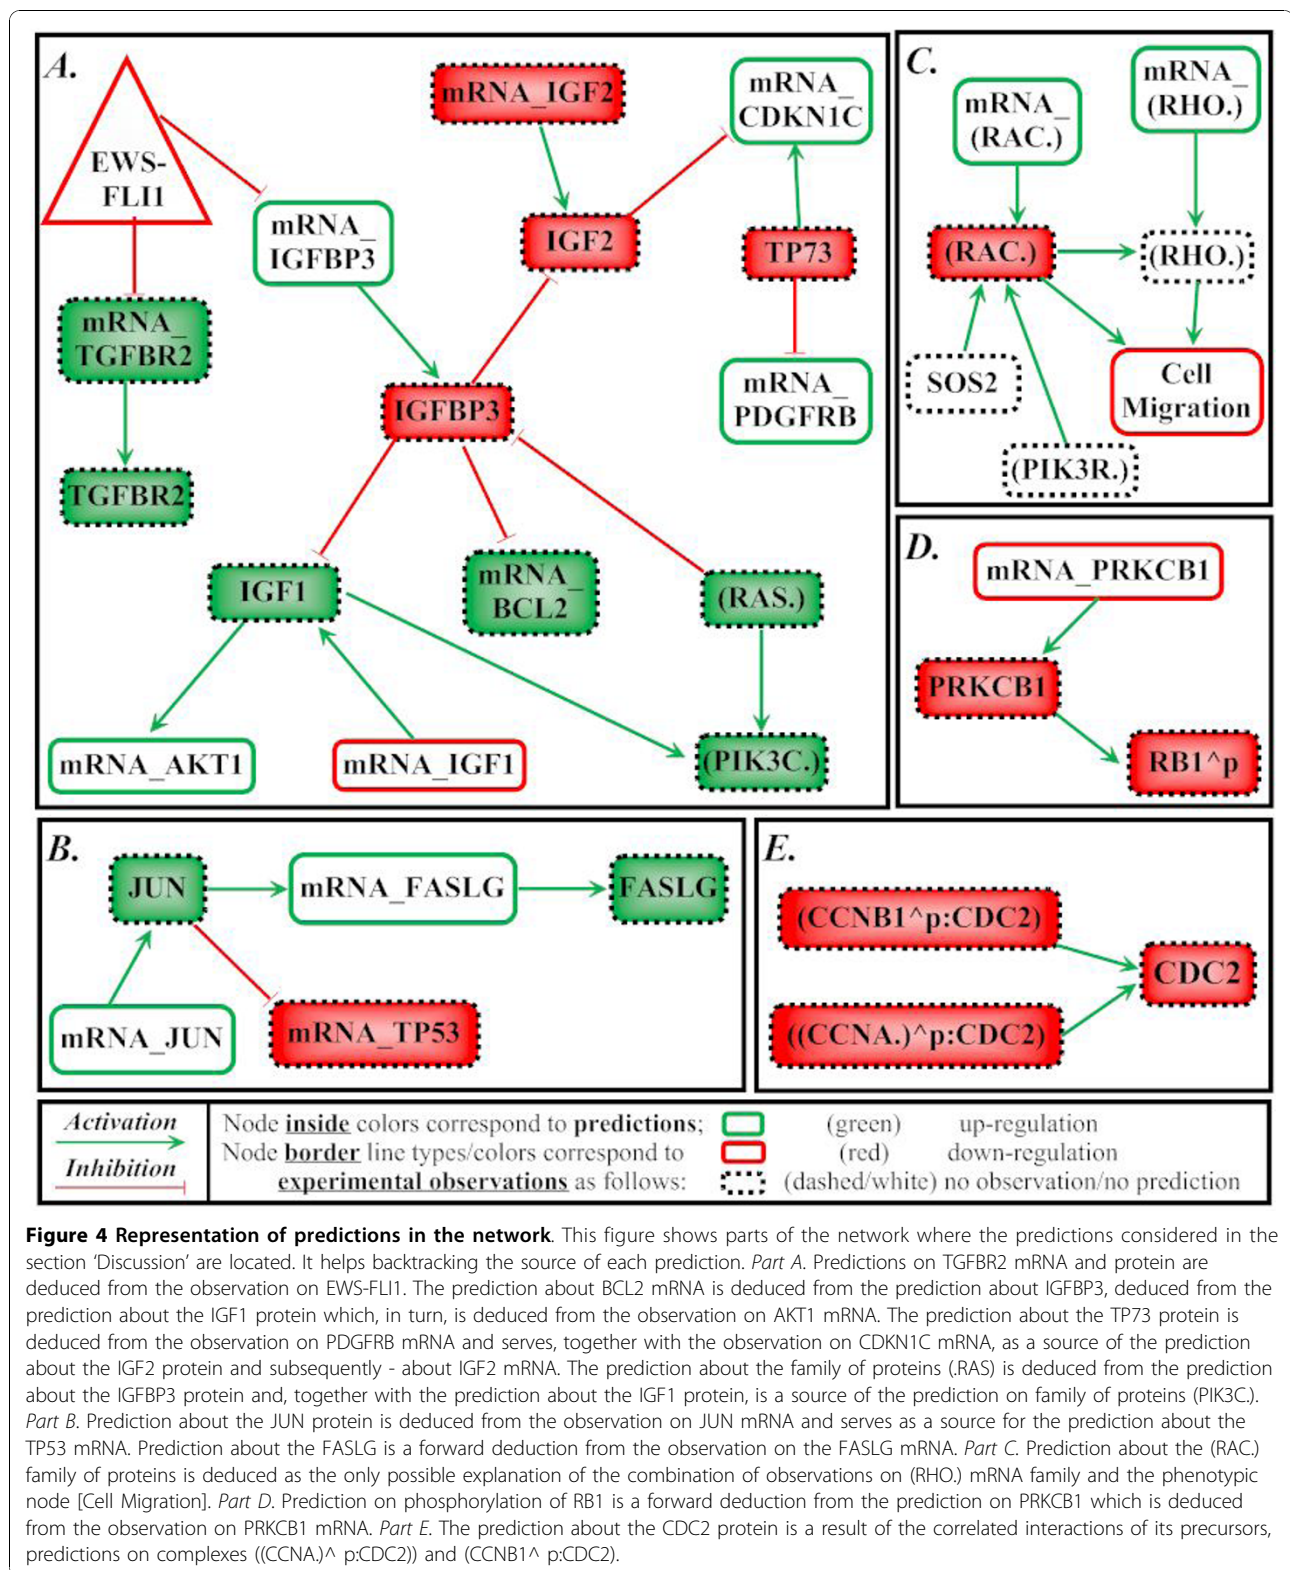 A.
EWS-
FLI1
mRNA_IGF2
mRNA_
CDKN1C
mRNA_
IGFBP3
IGF2
TP73
mRNA_
TGFBR2
IGFBP3
mRNA_
PDGFRB
TGFBR2
IGF1
mRNA_
BCL2
(RAS.)
mRNA_AKT1
mRNA_IGF1
(PIK3C.)
C.
mRNA_
(RAC.)
mRNA_
(RHO.)
(RAC.)
(RHO.)
SOS2
Cell
Migration
(PIK3R.)
D.
mRNA_PRKCB1
PRKCB1
RB1^p
B.
JUN
mRNA_FASLG
FASLG
mRNA_JUN
mRNA_TP53
E.
(CCNB1^p:CDC2)
CDC2
((CCNA.)^p:CDC2)
Activation
Inhibition
Node inside colors correspond to predictions; (green) up-regulation
Node border line types/colors correspond to (red) down-regulation
experimental observations as follows: (dashed/white) no observation/no prediction
Figure 4 Representation of predictions in the network. This figure shows parts of the network where the predictions considered in the
section 'Discussion' are located. It helps backtracking the source of each prediction. Part A. Predictions on TGFBR2 mRNA and protein are
deduced from the observation on EWS-FLI1. The prediction about BCL2 mRNA is deduced from the prediction about IGFBP3, deduced from the
prediction about the IGF1 protein which, in turn, is deduced from the observation on AKT1 mRNA. The prediction about the TP73 protein is
deduced from the observation on PDGFRB mRNA and serves, together with the observation on CDKN1C mRNA, as a source of the prediction
about the IGF2 protein and subsequently - about IGF2 mRNA. The prediction about the family of proteins (.RAS) is deduced from the prediction
about the IGFBP3 protein and, together with the prediction about the IGF1 protein, is a source of the prediction on family of proteins (PIK3C.).
Part B. Prediction about the JUN protein is deduced from the observation on JUN mRNA and serves as a source for the prediction about the
TP53 mRNA. Prediction about the FASLG is a forward deduction from the observation on the FASLG mRNA. Part C. Prediction about the (RAC.)
family of proteins is deduced as the only possible explanation of the combination of observations on (RHO.) mRNA family and the phenotypic
node [Cell Migration]. Part D. Prediction on phosphorylation of RB1 is a forward deduction from the prediction on PRKCB1 which is deduced
from the observation on PRKCB1 mRNA. Part E. The prediction about the CDC2 protein is a result of the correlated interactions of its precursors,
predictions on complexes ((CCNA.)^ p:CDC2)) and (CCNB1^ p:CDC2).